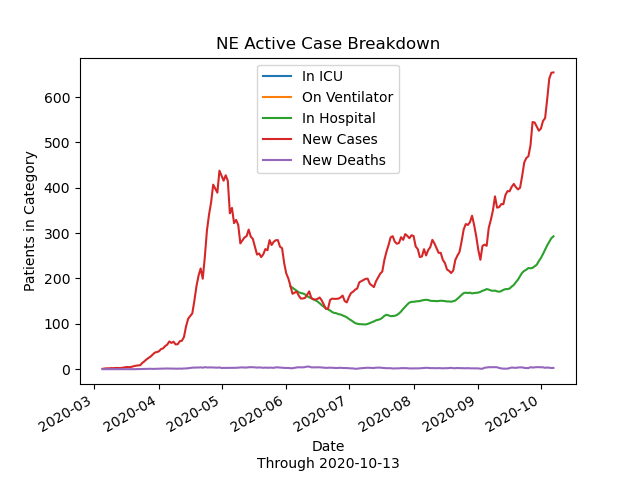 NE Active Case Breakdown
In ICU
On Ventilator
In Hospital
New Cases
New Deaths
Patients in Category
600
500
400
300
200
100
0
2020-03
2020-04
2020-05
2020-06
2020-07
2020-08
2020-09
2020-10
Date
Through 2020-10-13